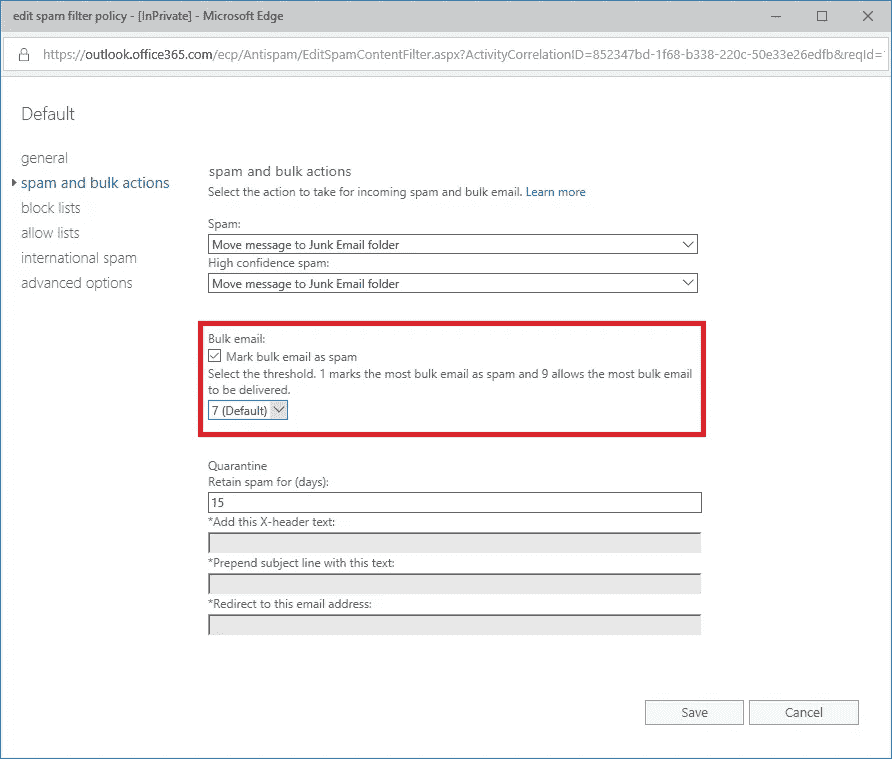 edit spam filter policy - [InPrivate] - Microsoft Edge
https://outlook.office365.com/ecp/Antispam/EditSpamContentFilter.aspx?ActivityCorrelationID=852347bd-1f68-b338-220c-50e33e26edfb&reqId=
Default
general
spam and bulk actions
block lists
allow lists
international spam
advanced options
spam and bulk actions
Select the action to take for incoming spam and bulk email. Learn more
Spam:
Move message to Junk Email folder
High confidence spam:
Move message to Junk Email folder
Bulk email:
Mark bulk email as spam
Select the threshold. 1 marks the most bulk email as spam and 9 allows the most bulk email
to be delivered.
7 (Default)
Quarantine
Retain spam for (days):
15
*Add this X-header text:
*Prepend subject line with this text:
*Redirect to this email address:
Save
Cancel